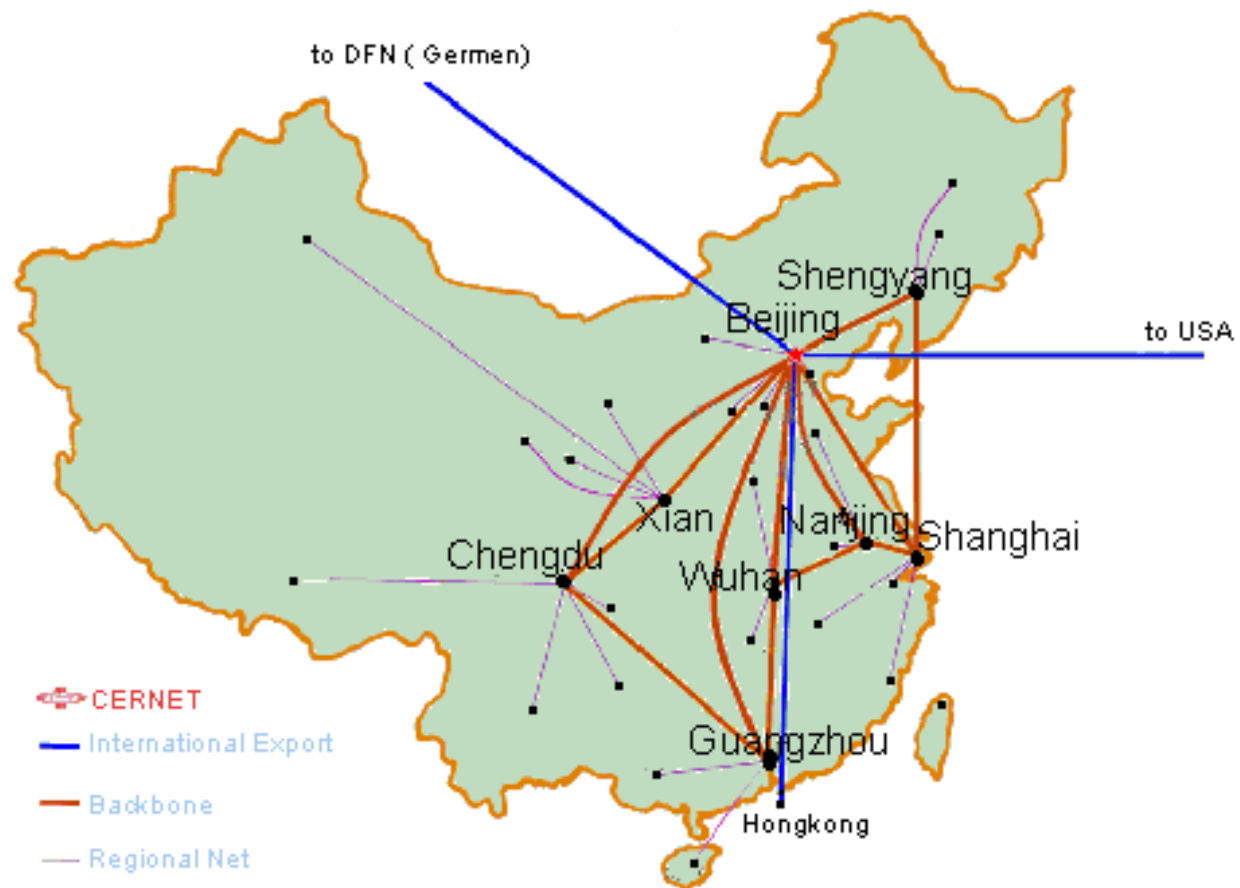 to DFN ( Germen)
Shengyang
Beijing
to USA
Xian
Nanjing
Shanghai
Chengdu
Wuhan
CERNET
International Export
Guangzhou
Backbone
Hongkong
Regional Net